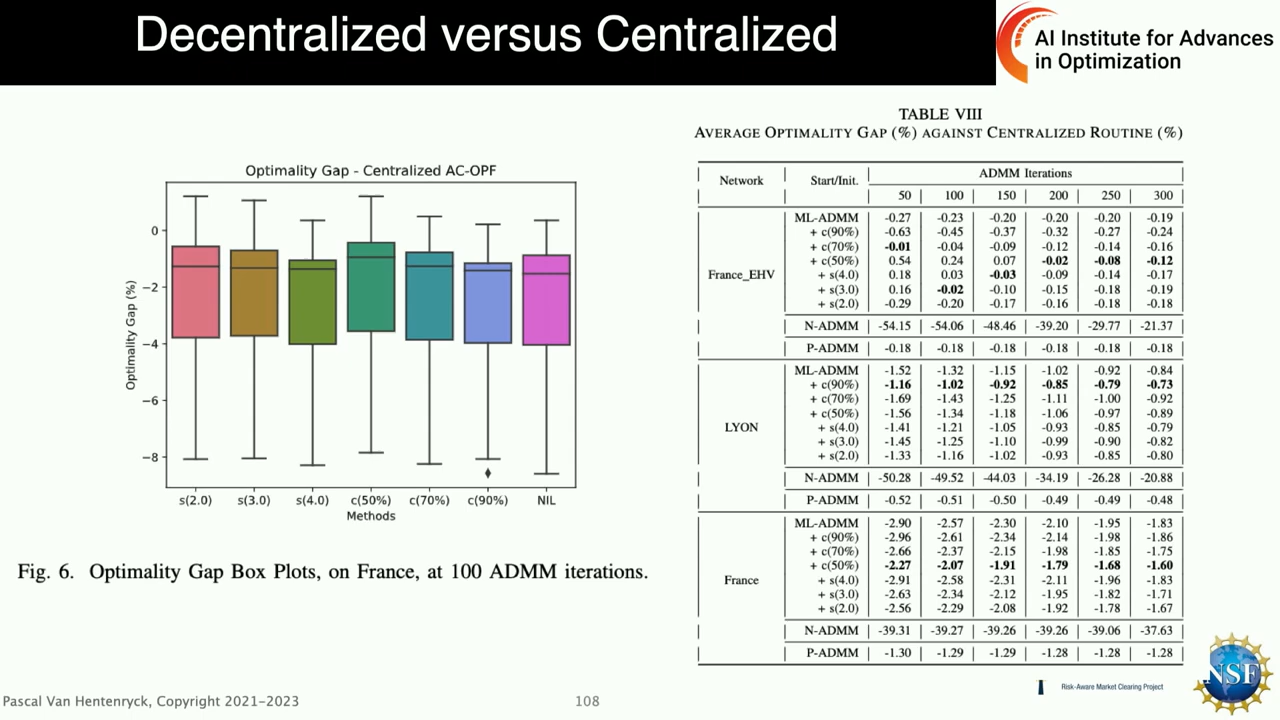 Decentralized versus Centralized
AI Institute for Advances
in Optimization
Optimality Gap - Centralized AC-OPF
Optimality Gap (%)
0
−2
−4
−6
−8
s(2.0) s(3.0) s(4.0) c(50%) c(70%) c(90%) NIL
Methods
Fig. 6. Optimality Gap Box Plots, on France, at 100 ADMM iterations.
TABLE VIII
AVERAGE OPTIMALITY GAP (%) AGAINST CENTRALIZED ROUTINE (%)
Network Start/Init. ADMM Iterations
50 100 150 200 250 300
France_EHV
ML-ADMM -0.27 -0.23 -0.20 -0.20 -0.20 -0.19
+ c(90%) -0.63 -0.45 -0.37 -0.32 -0.27 -0.24
+ c(70%) -0.01 -0.04 -0.09 -0.12 -0.14 -0.16
+ c(50%) 0.54 0.24 0.07 -0.02 -0.08 -0.12
+ s(4.0) 0.18 0.03 -0.03 -0.09 -0.14 -0.17
+ s(3.0) 0.16 -0.02 -0.10 -0.15 -0.18 -0.19
+ s(2.0) -0.29 -0.20 -0.17 -0.16 -0.18 -0.18
N-ADMM -54.15 -54.06 -48.46 -39.20 -29.77 -21.37
P-ADMM -0.18 -0.18 -0.18 -0.18 -0.18 -0.18
LYON
ML-ADMM -1.52 -1.32 -1.15 -1.02 -0.92 -0.84
+ c(90%) -1.16 -1.02 -0.92 -0.85 -0.79 -0.73
+ c(70%) -1.69 -1.43 -1.25 -1.11 -1.00 -0.92
+ c(50%) -1.56 -1.34 -1.18 -1.06 -0.97 -0.89
+ s(4.0) -1.41 -1.21 -1.05 -0.93 -0.85 -0.79
+ s(3.0) -1.45 -1.25 -1.10 -0.99 -0.90 -0.82
+ s(2.0) -1.33 -1.16 -1.02 -0.93 -0.85 -0.80
N-ADMM -50.28 -49.52 -44.03 -34.19 -26.28 -20.88
P-ADMM -0.52 -0.51 -0.50 -0.49 -0.49 -0.48
France
ML-ADMM -2.90 -2.57 -2.30 -2.10 -1.95 -1.83
+ c(90%) -2.96 -2.61 -2.34 -2.14 -1.98 -1.86
+ c(70%) -2.66 -2.37 -2.15 -1.98 -1.85 -1.75
+ c(50%) -2.27 -2.07 -1.91 -1.79 -1.68 -1.60
+ s(4.0) -2.91 -2.58 -2.31 -2.11 -1.96 -1.83
+ s(3.0) -2.63 -2.34 -2.12 -1.95 -1.82 -1.71
+ s(2.0) -2.56 -2.29 -2.08 -1.92 -1.78 -1.67
N-ADMM -39.31 -39.27 -39.26 -39.26 -39.06 -37.63
P-ADMM -1.30 -1.29 -1.29 -1.28 -1.28 -1.28
Pascal Van Hentenryck, Copyright 2021-2023
108
Risk-Aware Market Clearing Project
NSF